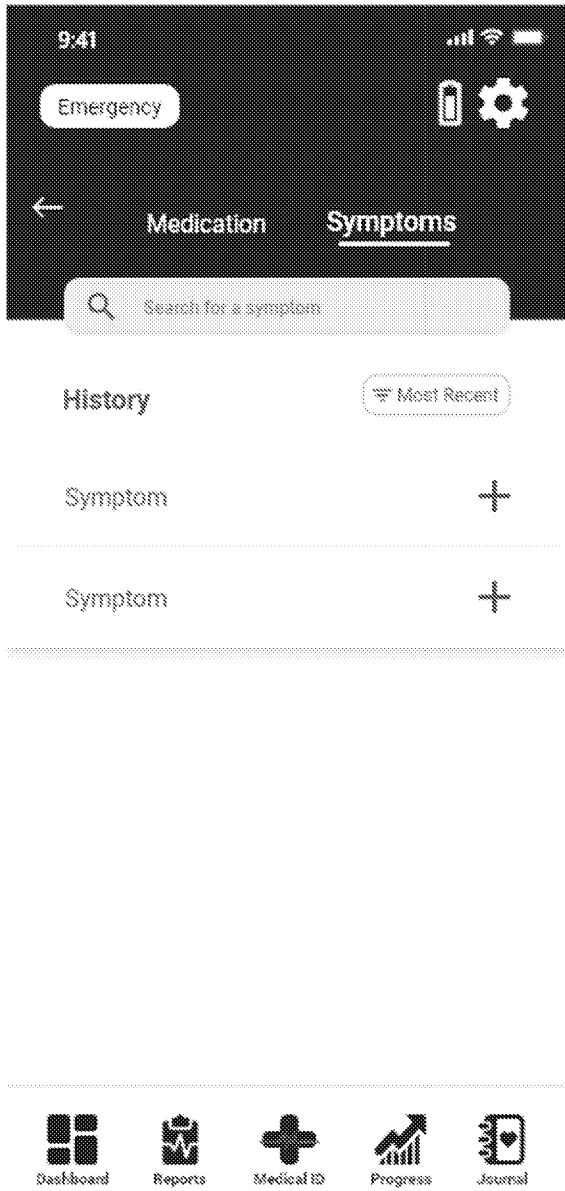 9:41
Emergency
Medication Symptoms
Search for a symptom
History Most Recent
Symptom
Symptom
Dashboard Reports Medical ID Progress Journal